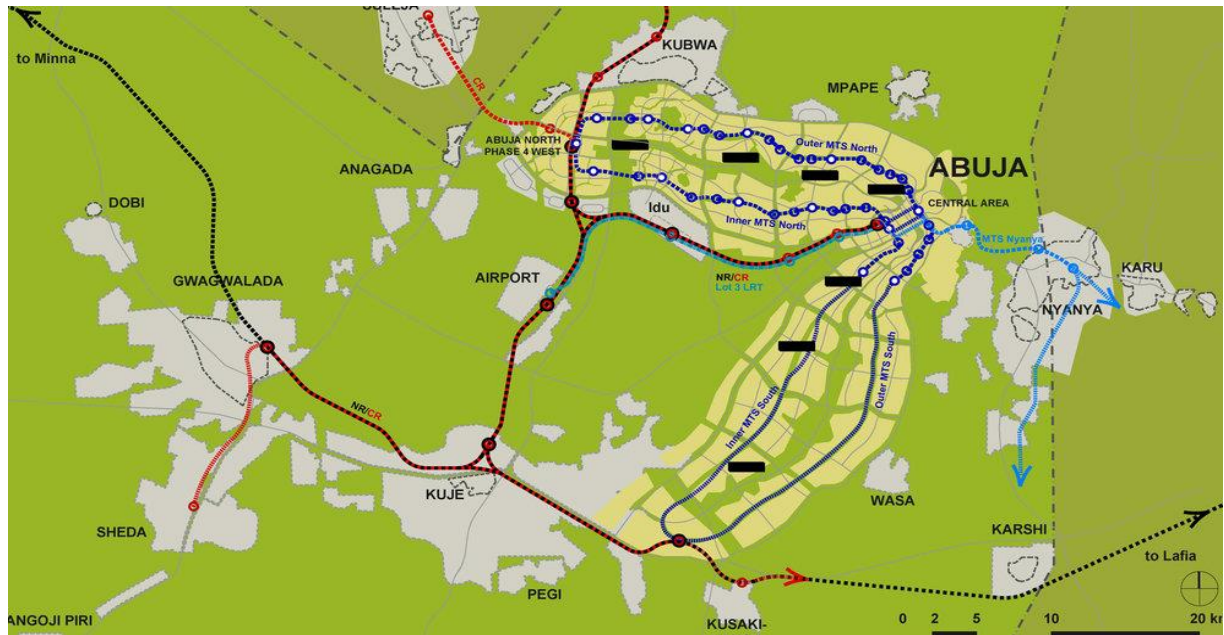 SULEJA
to Minna
KUBWA
CR
MPAPE
Outer MTS North
ABUJA NORTH
PHASE 4 WEST
ABUJA
ANAGADA
CENTRAL AREA
DOBI
Idu
Inner MTS North
MTS Nyanya
AIRPORT
KARU
GWAGWALADA
NR/CR
Lot 3 LRT
NYANYA
NR/CR
Inner MTS South
Outer MTS South
KUJE
WASA
SHEDA
KARSHI
to Lafia
PEGI
ANGOJI PIRI
KUSAKI-
0 2 5 10 20 km